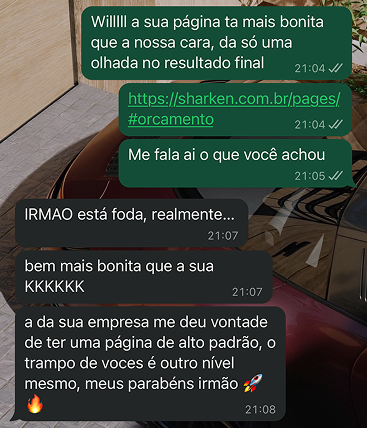 Willllll a sua página ta mais bonita
que a nossa cara, da só uma
olhada no resultado final
21:04
https://sharken.com.br/pages/
#orcamento
21:04
Me fala ai o que você achou
21:05
IRMAO está foda, realmente...
21:07
bem mais bonita que a sua
KKKKKK
21:07
a da sua empresa me deu vontade
de ter uma página de alto padrão, o
trampo de voces é outro nível
mesmo, meus parabéns irmão 🚀
🔥
21:08